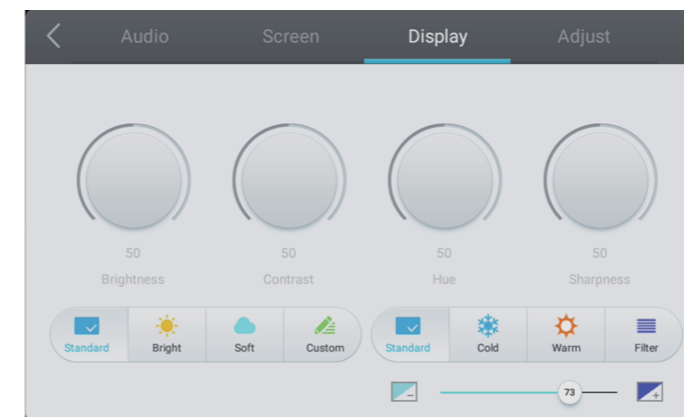 Audio Screen Display Adjust
50 50 50 50
Brightness Contrast Hue Sharpness
Standard Bright Soft Custom Standard Cold Warm Filter
73